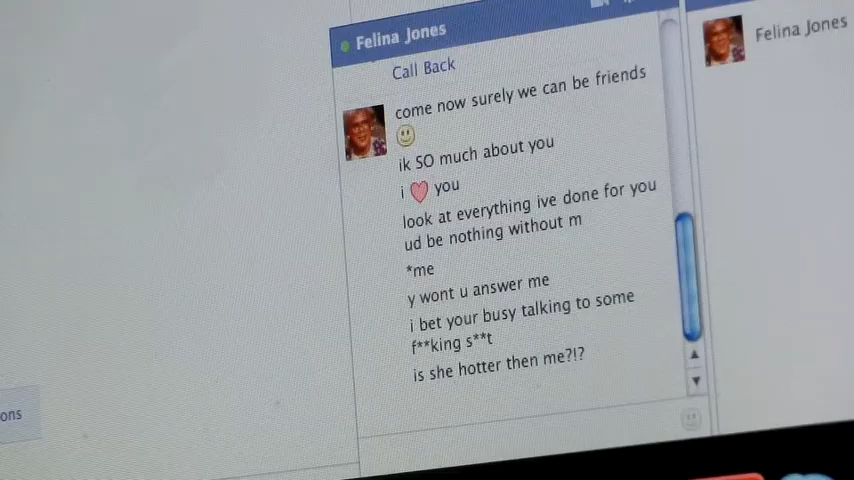 Felina Jones
Felina Jones
Call Back
come now surely we can be friends
ik SO much about you
i you
look at everything ive done for you
ud be nothing without m
*me
y wont u answer me
i bet your busy talking to some
f**king s**t
is she hotter then me?!?
ons